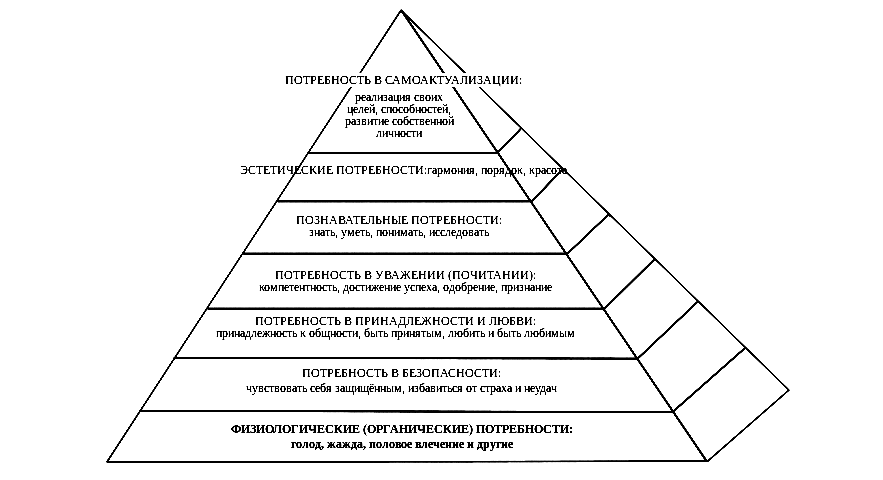 ПОТРЕБНОСТЬ В САМОАКТУАЛИЗАЦИИ:
реализация своих
целей, способностей,
развитие собственной
личности
ЭСТЕТИЧЕСКИЕ ПОТРЕБНОСТИ:гармония, порядок, красота
ПОЗНАВАТЕЛЬНЫЕ ПОТРЕБНОСТИ:
знать, уметь, понимать, исследовать
ПОТРЕБНОСТЬ В УВАЖЕНИИ (ПОЧИТАНИИ):
компетентность, достижение успеха, одобрение, признание
ПОТРЕБНОСТЬ В ПРИНАДЛЕЖНОСТИ И ЛЮБВИ:
принадлежность к общности, быть принятым, любить и быть любимым
ПОТРЕБНОСТЬ В БЕЗОПАСНОСТИ:
чувствовать себя защищённым, избавиться от страха и неудач
ФИЗИОЛОГИЧЕСКИЕ (ОРГАНИЧЕСКИЕ) ПОТРЕБНОСТИ:
голод, жажда, половое влечение и другие